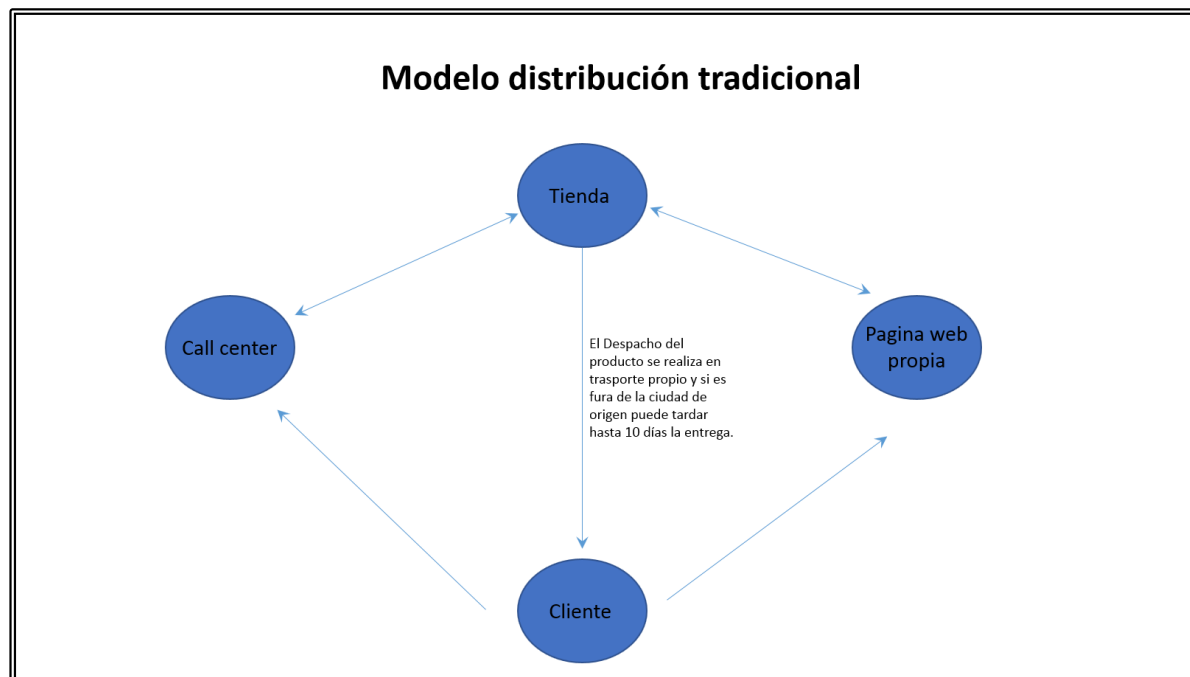 Modelo distribución tradicional
Tienda
Call center
Pagina web
propia
El Despacho del
producto se realiza en
trasporte propio y si es
fura de la ciudad de
origen puede tardar
hasta 10 días la entrega.
Cliente